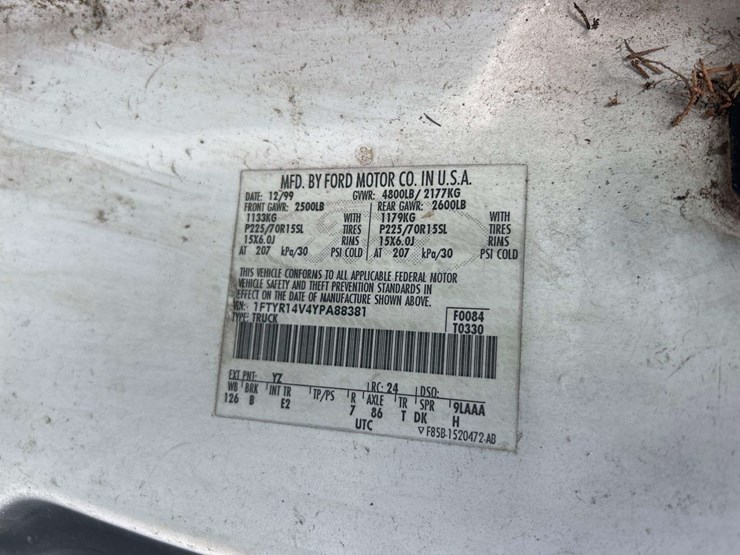 MFD. BY FORD MOTOR CO. IN U.S.A.
DATE: 12/99 GVWR: 4800LB/ 2177KG
FRONT GAWR: 2500LB REAR GAWR: 2600LB
1133KG WITH 1179KG WITH
P225/70R15SL TIRES P225/70R15SL TIRES
15X6.0J RIMS 15X6.0J RIMS
AT 207 kPa/30 PSI COLD AT 207 kPa/30 PSI COLD
THIS VEHICLE CONFORMS TO ALL APPLICABLE FEDERAL MOTOR
VEHICLE SAFETY AND THEFT PREVENTION STANDARDS IN
EFFECT ON THE DATE OF MANUFACTURE SHOWN ABOVE.
VIN: 1FTYR14V4YPA88381 F0084
TYPE: TRUCK T0330
EXT PNT: YZ RC: 24 DSO:
WB BRK INT TR TP/PS R AXLE TR SPR 9LAAA
126 B E2 7 86 T DK H
UTC ▽ F85B-1520472-AB